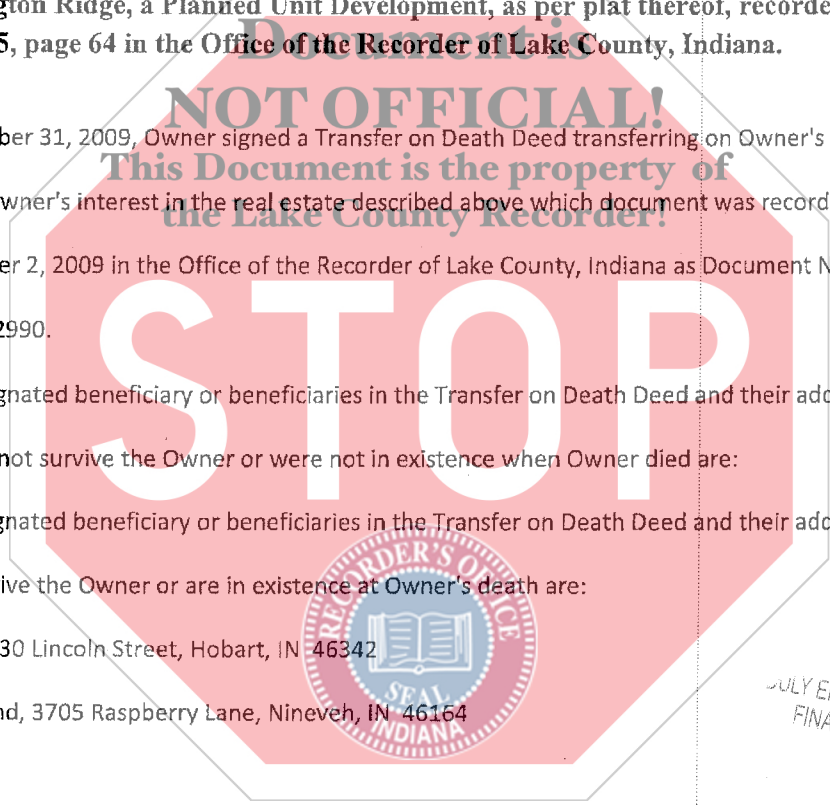 gton Ridge, a Planned Unit Development, as per plat thereof, recorde
5, page 64 in the Office of the Recorder of Lake County, Indiana.
Document is
NOT OFFICIAL!
This Document is the property of
the Lake County Recorder!
ber 31, 2009, Owner signed a Transfer on Death Deed transferring on Owner's
wner's interest in the real estate described above which document was record
er 2, 2009 in the Office of the Recorder of Lake County, Indiana as Document N
2990.
STOP
gnated beneficiary or beneficiaries in the Transfer on Death Deed and their add
not survive the Owner or were not in existence when Owner died are:
gnated beneficiary or beneficiaries in the Transfer on Death Deed and their add
ive the Owner or are in existence at Owner's death are:
30 Lincoln Street, Hobart, IN 46342
nd, 3705 Raspberry Lane, Nineveh, IN 46164
RECORDER'S OFFICE
SEAL
INDIANA
ULY E
FINA